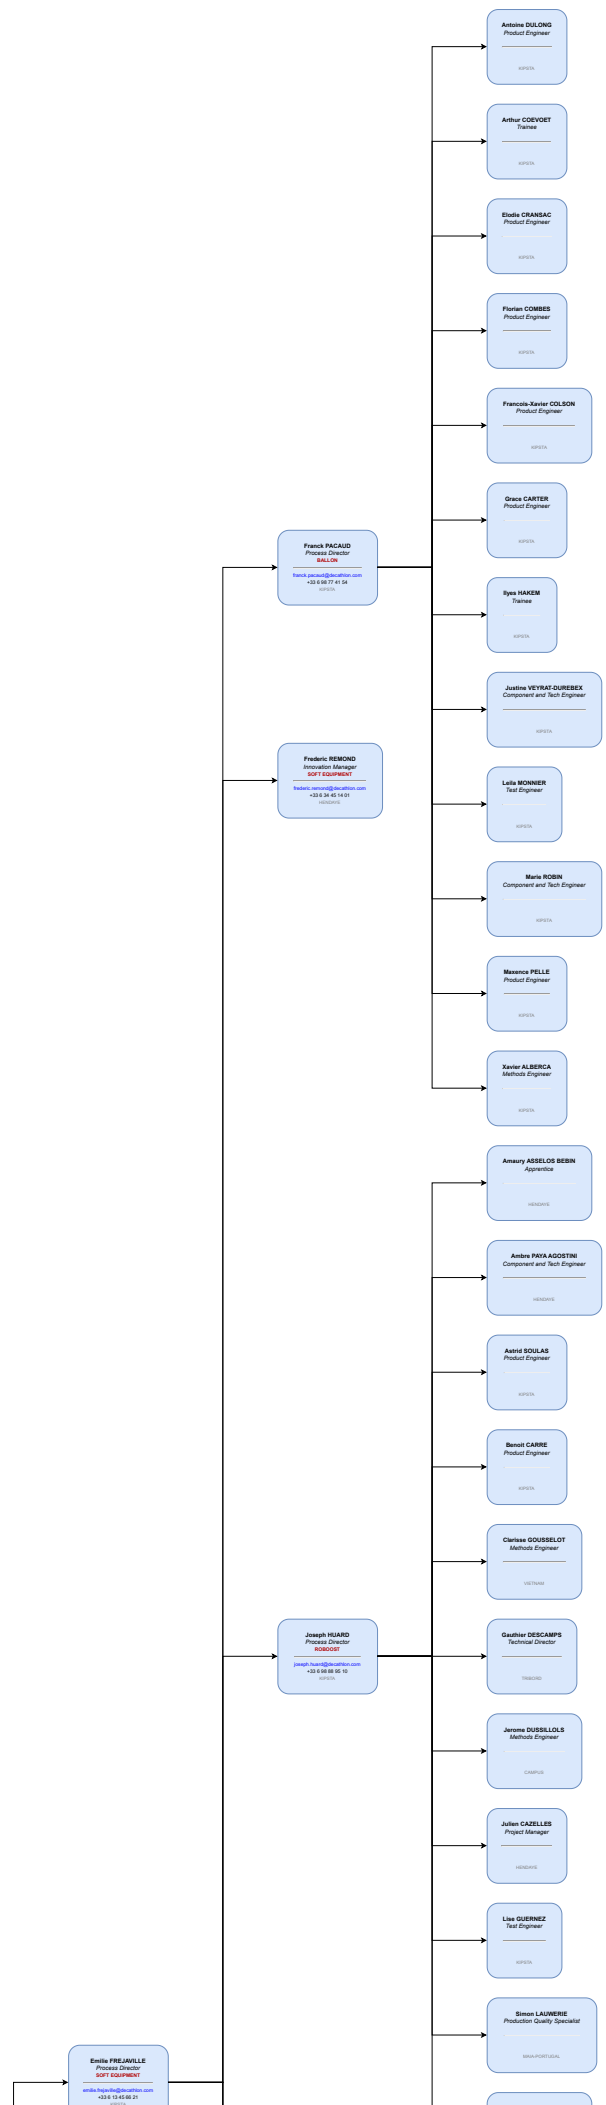 Antoine DULONG
Product Engineer
KIPSTA
Arthur COEVOET
Trainee
KIPSTA
Elodie CRANSAC
Product Engineer
KIPSTA
Florian COMBES
Product Engineer
KIPSTA
Francois-Xavier COLSON
Product Engineer
KIPSTA
Grace CARTER
Product Engineer
KIPSTA
Franck PACAUD
Process Director
BALLON
franck.pacaud@decathlon.com
+33 6 98 77 41 54
KIPSTA
Ilyes HAKEM
Trainee
KIPSTA
Justine VEYRAT-DUREBEX
Component and Tech Engineer
KIPSTA
Frederic REMOND
Innovation Manager
SOFT EQUIPMENT
frederic.remond@decathlon.com
+33 6 34 45 14 01
HENDAYE
Leila MONNIER
Test Engineer
KIPSTA
Marie ROBIN
Component and Tech Engineer
KIPSTA
Maxence PELLE
Product Engineer
KIPSTA
Xavier ALBERCA
Methods Engineer
KIPSTA
Amaury ASSELOS BEBIN
Apprentice
HENDAYE
Ambre PAYA AGOSTINI
Component and Tech Engineer
HENDAYE
Astrid SOULAS
Product Engineer
KIPSTA
Benoit CARRE
Product Engineer
KIPSTA
Clarisse GOUSSELOT
Methods Engineer
VIETNAM
Joseph HUARD
Process Director
ROBOOST
joseph.huard@decathlon.com
+33 6 98 88 95 10
KIPSTA
Gauthier DESCAMPS
Technical Director
TRIBORD
Jerome DUSSILLOLS
Methods Engineer
CAMPUS
Julien CAZELLES
Project Manager
HENDAYE
Lise GUERNEZ
Test Engineer
KIPSTA
Simon LAUWERIE
Production Quality Specialist
MAIA-PORTUGAL
Emilie FREJAVILLE
Process Director
SOFT EQUIPMENT
emilie.frejaville@decathlon.com
+33 6 13 45 66 21
KIPSTA